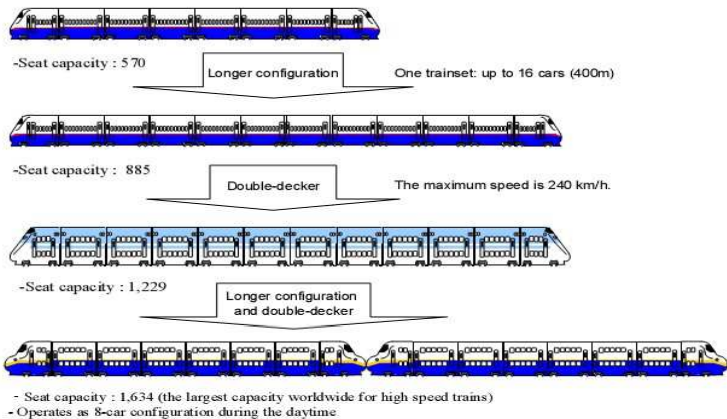 -Seat capacity : 570
Longer configuration
One trainset: up to 16 cars (400m)
-Seat capacity :  885
Double-decker
The maximum speed is 240 km/h.
-Seat capacity : 1,229
Longer configuration
and double-decker
- Seat capacity : 1,634 (the largest capacity worldwide for high speed trains)
- Operates as 8-car configuration during the daytime